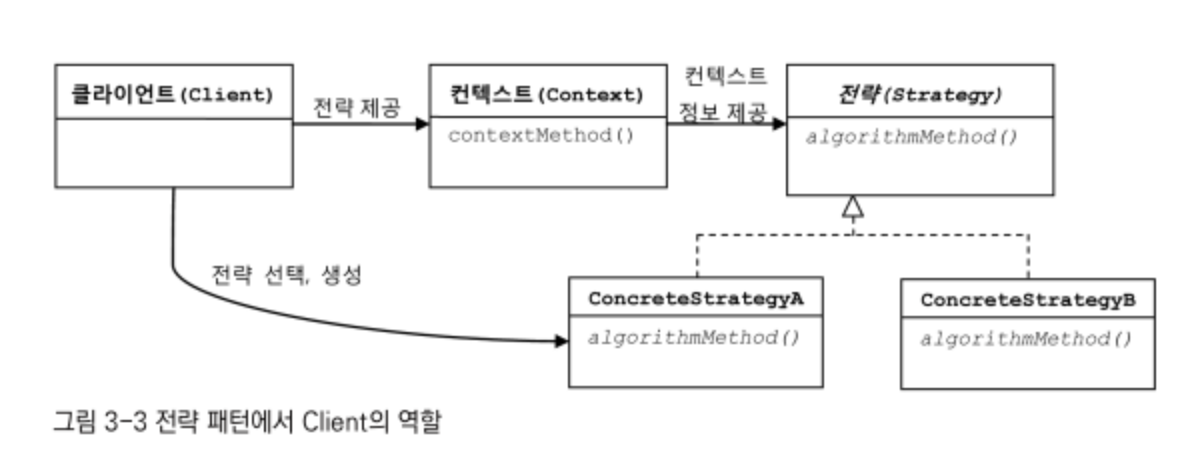 클라이언트(Client)
전략 제공
컨텍스트(Context)
contextMethod()
컨텍스트
정보 제공
전략(Strategy)
algorithmMethod()
전략 선택, 생성
ConcreteStrategyA
algorithmMethod()
ConcreteStrategyB
algorithmMethod()
그림 3-3 전략 패턴에서 Client의 역할